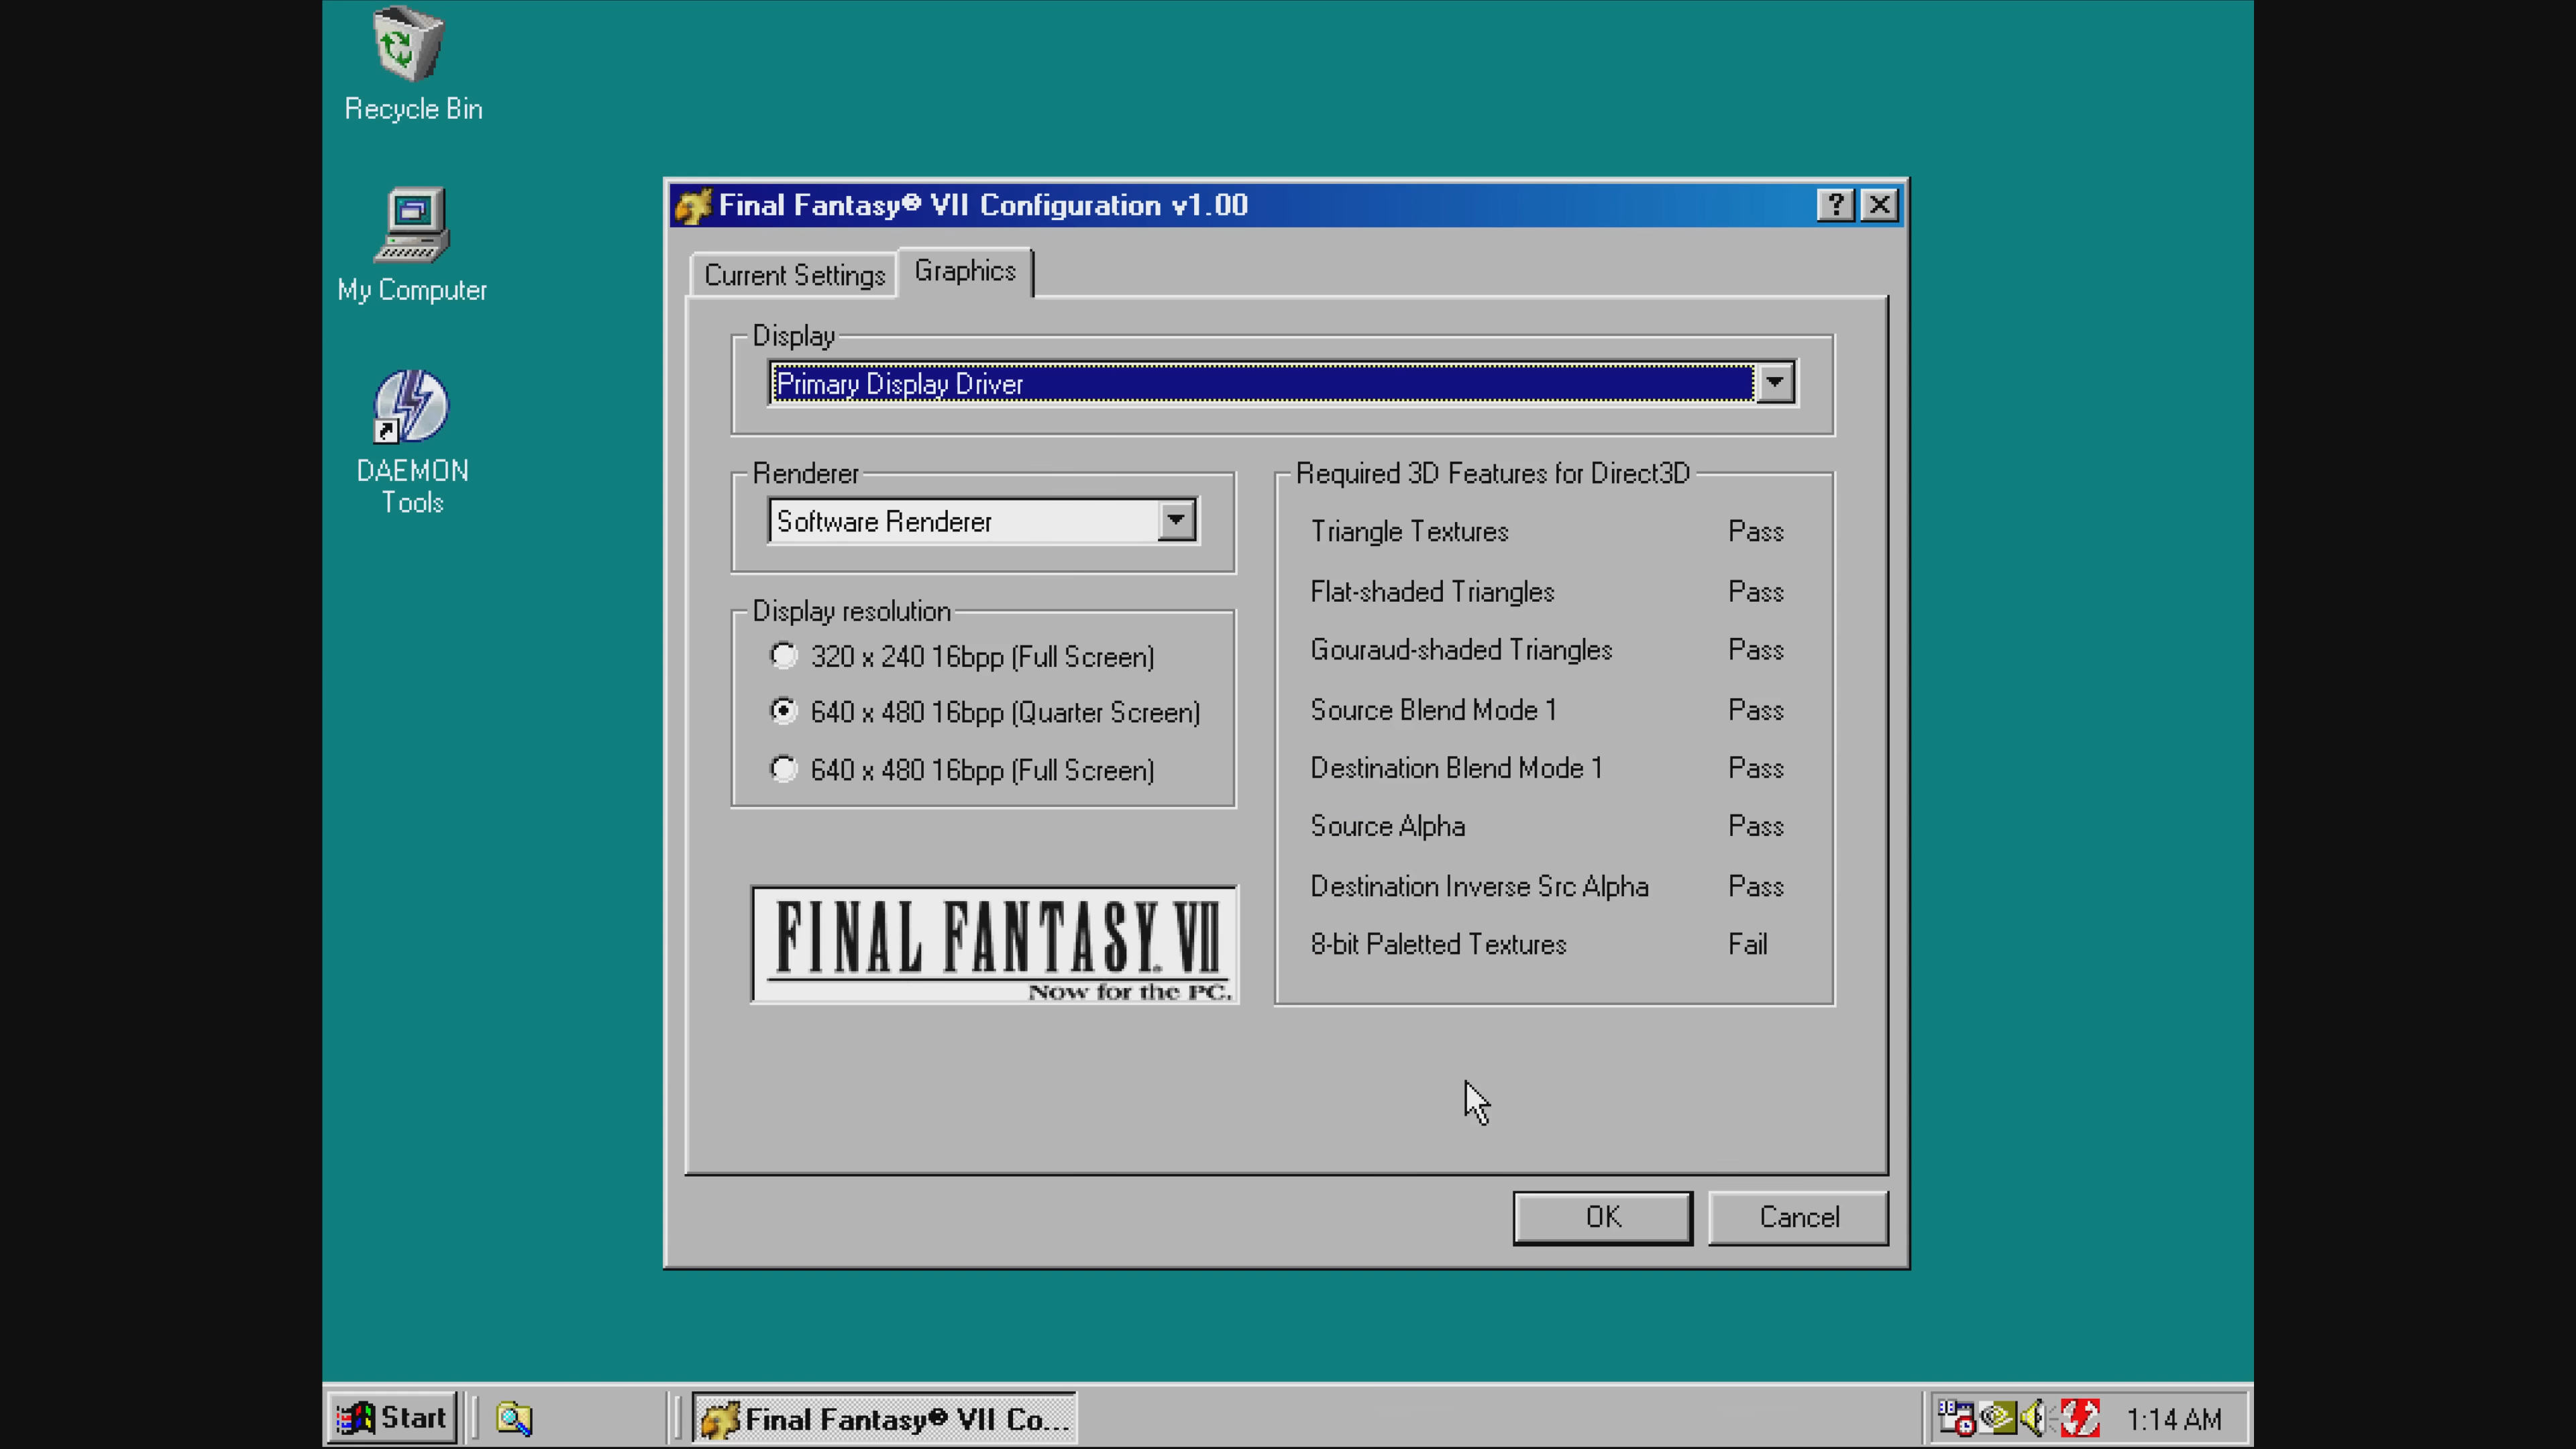 Recycle Bin
My Computer
DAEMON
Tools
Final Fantasy® VII Configuration v1.00
Current Settings
Graphics
Display
Primary Display Driver
Renderer
Software Renderer
Display resolution
320 x 240 16bpp (Full Screen)
640 x 480 16bpp (Quarter Screen)
640 x 480 16bpp (Full Screen)
FINAL FANTASY® VII
Now for the PC.
Required 3D Features for Direct3D
Triangle Textures Pass
Flat-shaded Triangles Pass
Gouraud-shaded Triangles Pass
Source Blend Mode 1 Pass
Destination Blend Mode 1 Pass
Source Alpha Pass
Destination Inverse Src Alpha Pass
8-bit Paletted Textures Fail
OK
Cancel
Start
Final Fantasy® VII Co...
1:14 AM